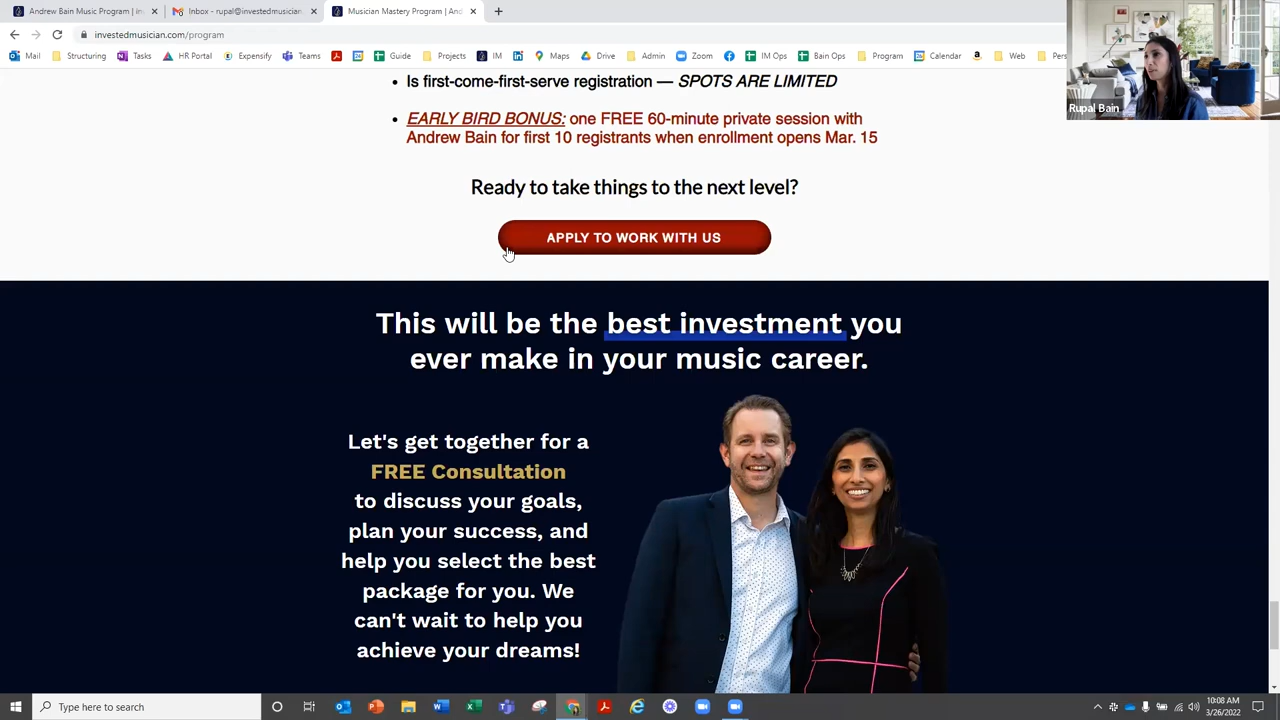 Andrew Bain Music Program | In
Inbox - rupal@investedmusician
Musician Mastery Program | And
investedmusician.com/program
Mail
Structuring
Tasks
HR Portal
Expensify
Teams
Guide
Projects
IM
Maps
Drive
Admin
Zoom
IM Ops
Bain Ops
Program
Calendar
Web
Pers
Rupal Bain
• Is first-come-first-serve registration — SPOTS ARE LIMITED
• EARLY BIRD BONUS: one FREE 60-minute private session with
Andrew Bain for first 10 registrants when enrollment opens Mar. 15
Ready to take things to the next level?
APPLY TO WORK WITH US
This will be the best investment you
ever make in your music career.
Let's get together for a
FREE Consultation
to discuss your goals,
plan your success, and
help you select the best
package for you. We
can't wait to help you
achieve your dreams!
Type here to search
10:08 AM
3/26/2022